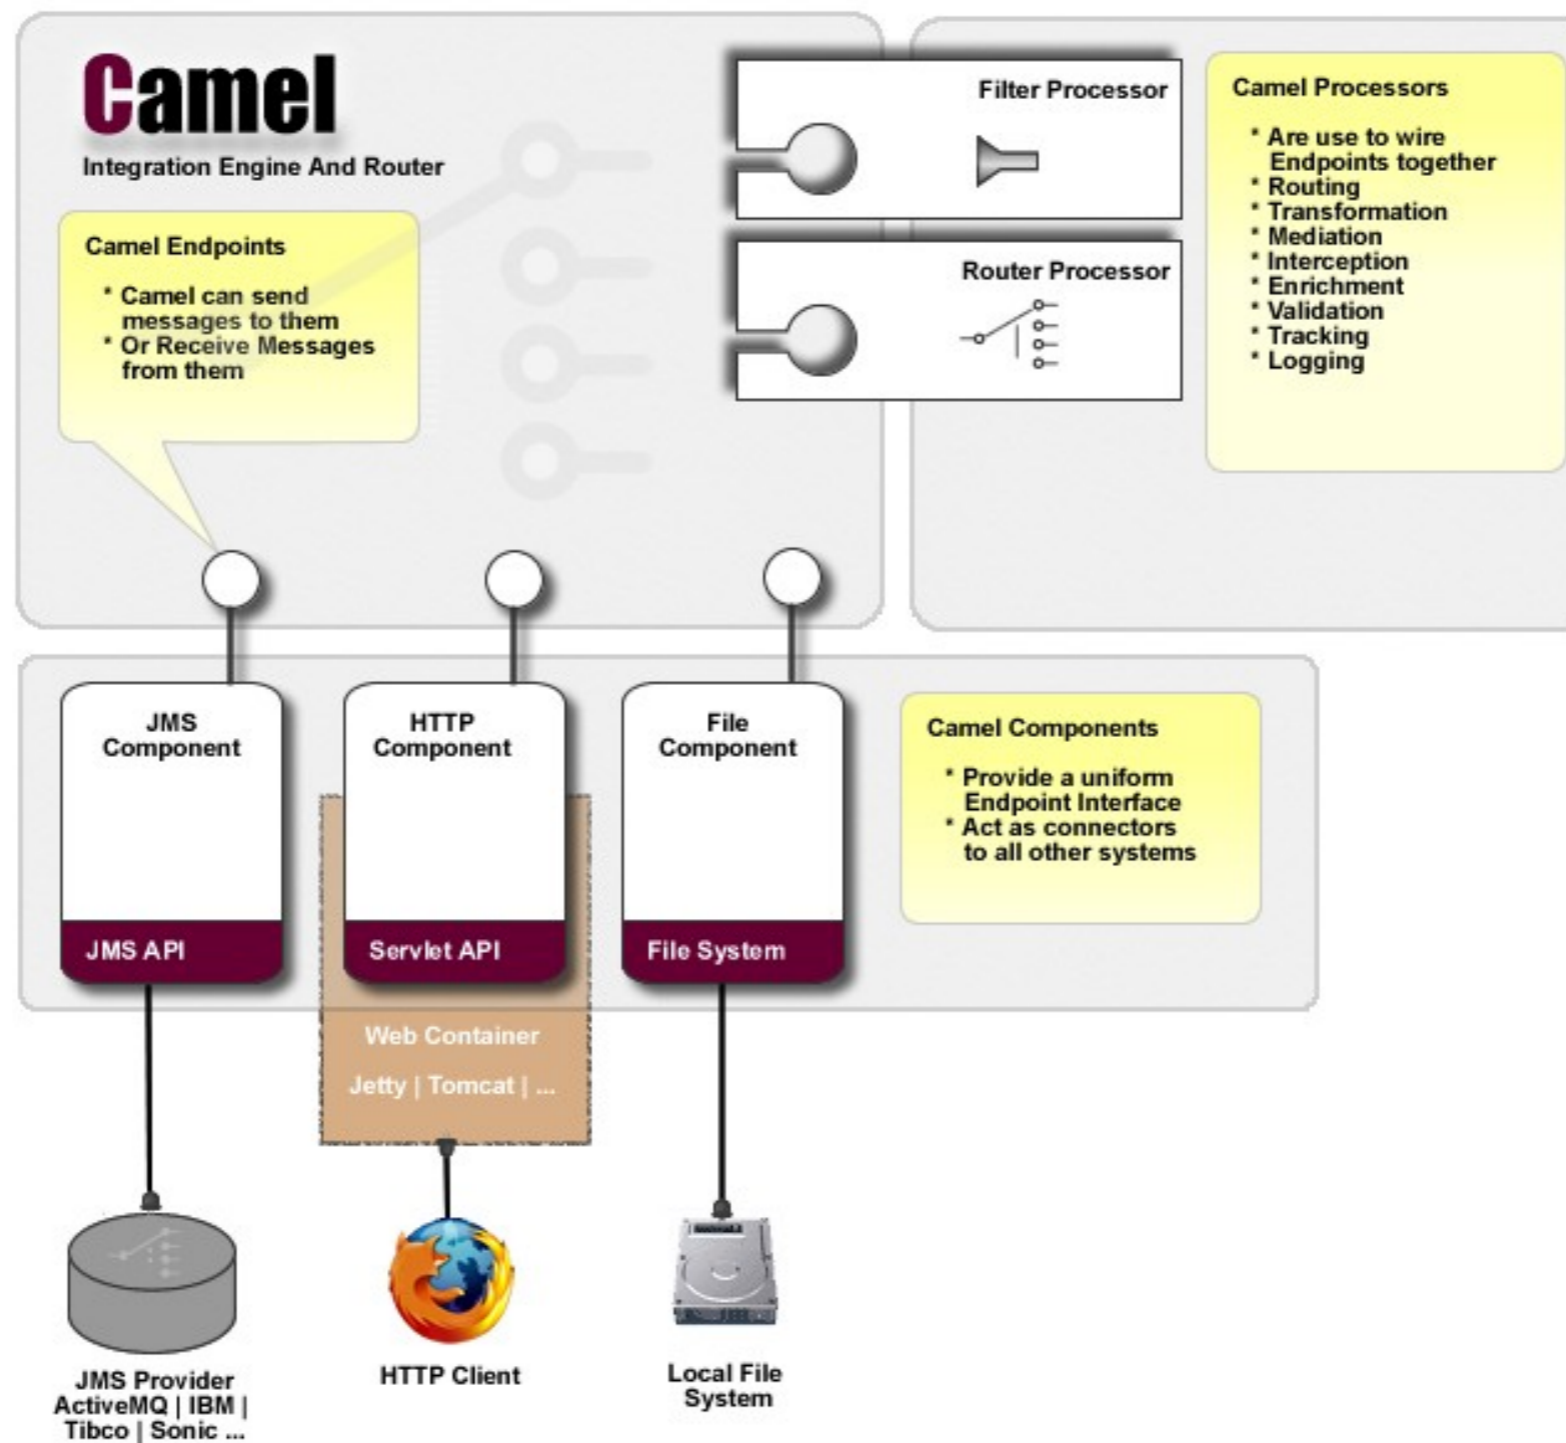 Camel
Integration Engine And Router
Camel Endpoints
* Camel can send
messages to them
* Or Receive Messages
from them
Filter Processor
Router Processor
Camel Processors
* Are use to wire
Endpoints together
* Routing
* Transformation
* Mediation
* Interception
* Enrichment
* Validation
* Tracking
* Logging
JMS
Component
JMS API
HTTP
Component
Servlet API
File
Component
File System
Camel Components
* Provide a uniform
Endpoint Interface
* Act as connectors
to all other systems
Web Container
Jetty | Tomcat | ...
JMS Provider
ActiveMQ | IBM |
Tibco | Sonic ...
HTTP Client
Local File
System